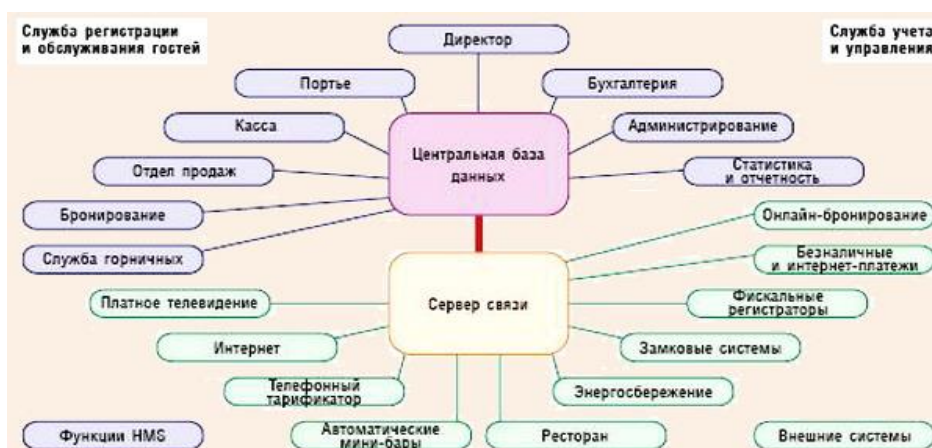 Служба регистрации
и обслуживания гостей
Директор
Служба учета
и управления
Портье
Бухгалтерия
Касса
Администрирование
Центральная база
данных
Отдел продаж
Статистика
и отчетность
Бронирование
Онлайн-бронирование
Служба горничных
Безналичные
и интернет-платежи
Платное телевидение
Сервер связи
Фискальные
регистраторы
Интернет
Замковые системы
Телефонный
тарификатор
Энергосбережение
Функции HMS
Автоматические
мини-бары
Ресторан
Внешние системы